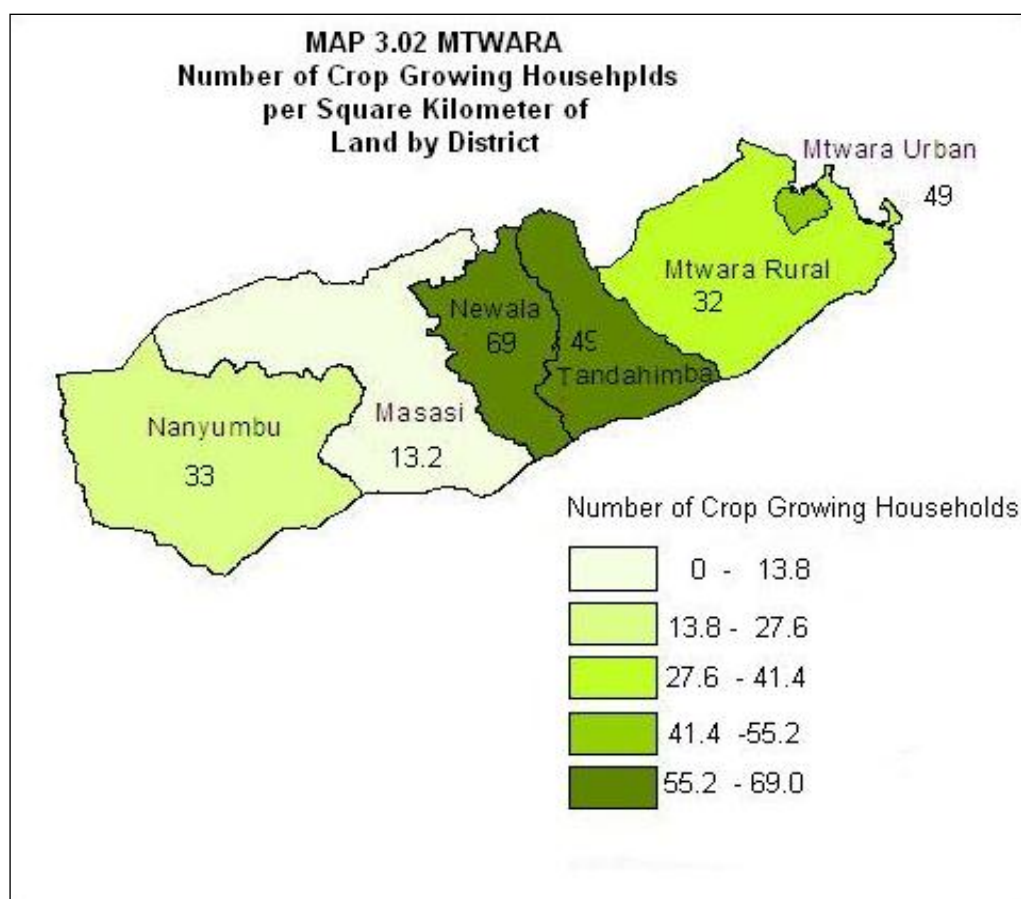 MAP 3.02 MTWARA
Number of Crop Growing Househplds
per Square Kilometer of
Land by District
Mtwara Urban
49
Mtwara Rural
32
Newala
69
45
Tandahimba
Masasi
13.2
Nanyumbu
33
Number of Crop Growing Households
0 - 13.8
13.8 - 27.6
27.6 - 41.4
41.4 -55.2
55.2 - 69.0